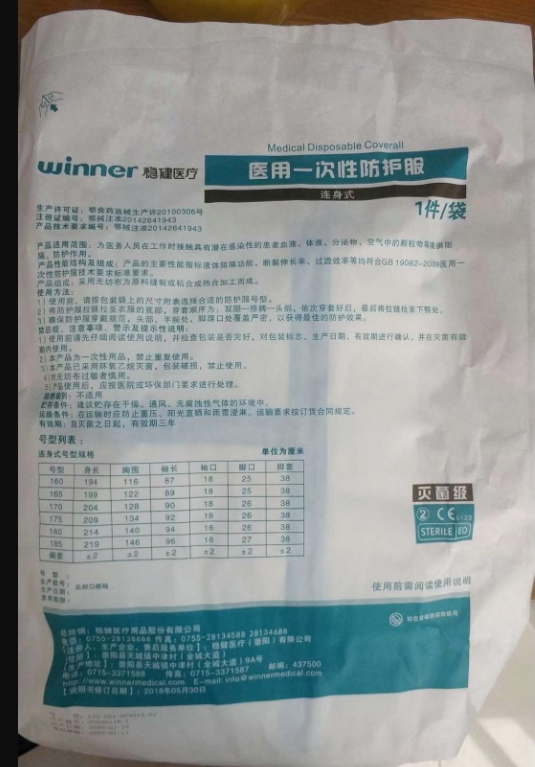 Medical Disposable Coverall
winner 稳健医疗 医用一次性防护服
连身式
1件/袋
生产许可证：鄂食药监械生产许20100306号
注册证编号：鄂械注准20142641943
产品技术要求编号：鄂械注准20142641943
产品适用范围：为医务人员在工作时接触具有潜在感染性的患者血液、体液、分泌物、空气中的颗粒物等提供阻
隔、防护作用。
产品性能结构及组成：产品的主要性能指标液体阻隔功能、断裂伸长率、过滤效率等均符合GB 19082-2009医用一
次性防护服技术要求标准要求。
产品组成：采用无纺布为原料缝制或粘合或热合加工而成。
使用方法：
1）使用前，请按包装袋上的尺寸附表选择合适的防护服号型。
2）将防护服拉链拉至衣服的底部，穿套顺序为：双脚－胳膊－头部，依次穿套好后，最后将拉链拉至下颚处。
3）确保防护服穿戴规范，头部、手腕处、脚踝口处覆盖严密，以获得最佳的防护效果。
禁忌症、注意事项、警示及提示性说明：
1）使用前请先仔细阅读使用说明，并检查包装是否完好，对包装标志、生产日期、有效期进行确认，并在灭菌有效
期内使用。
2）本产品为一次性用品，禁止重复使用。
3）本产品已采用环氧乙烷灭菌，包装破损，禁止使用。
4）对无纺布过敏者慎用。
5）产品使用后，应按医院或环保部门要求进行处理。
不适用
贮存条件：建议贮存在干燥、通风、无腐蚀性气体的环境中。
运输条件：在运输时应防止重压、阳光直晒和雨雪浸淋，运输要求按订货合同规定。
有效期：自灭菌之日起，有效期三年
号型列表：
连身式号型规格 单位为厘米
号型 身长 胸围 袖长 袖口 脚口 帽套
160 194 116 87 18 25 38
165 199 122 89 18 25 38
170 204 128 90 18 26 38
175 209 134 92 18 26 38
180 214 140 94 18 26 38
185 219 146 96 18 27 38
偏差 ±2 ±2 ±2 ±2 ±2 ±2
灭菌级
② CE 0123
STERILE EO
号型：
生产批号：
生产日期： 见封口喷码
使用前需阅读使用说明
总经销：稳健医疗用品股份有限公司
电话：0755-28138888 传真：0755-28134588 28134688
【注册人、生产企业、售后服务单位】：稳健医疗（崇阳）有限公司
【住所】：崇阳县天城镇中津村（金城大道）
【生产地址】：崇阳县天城镇中津村（金城大道）9A号 邮编：437500
电话：0715-3371588 传真：0715-3371587
http://www.winnermedical.com E-mail: info@winnermedical.com
【说明书修订日期】：2018年05月30日